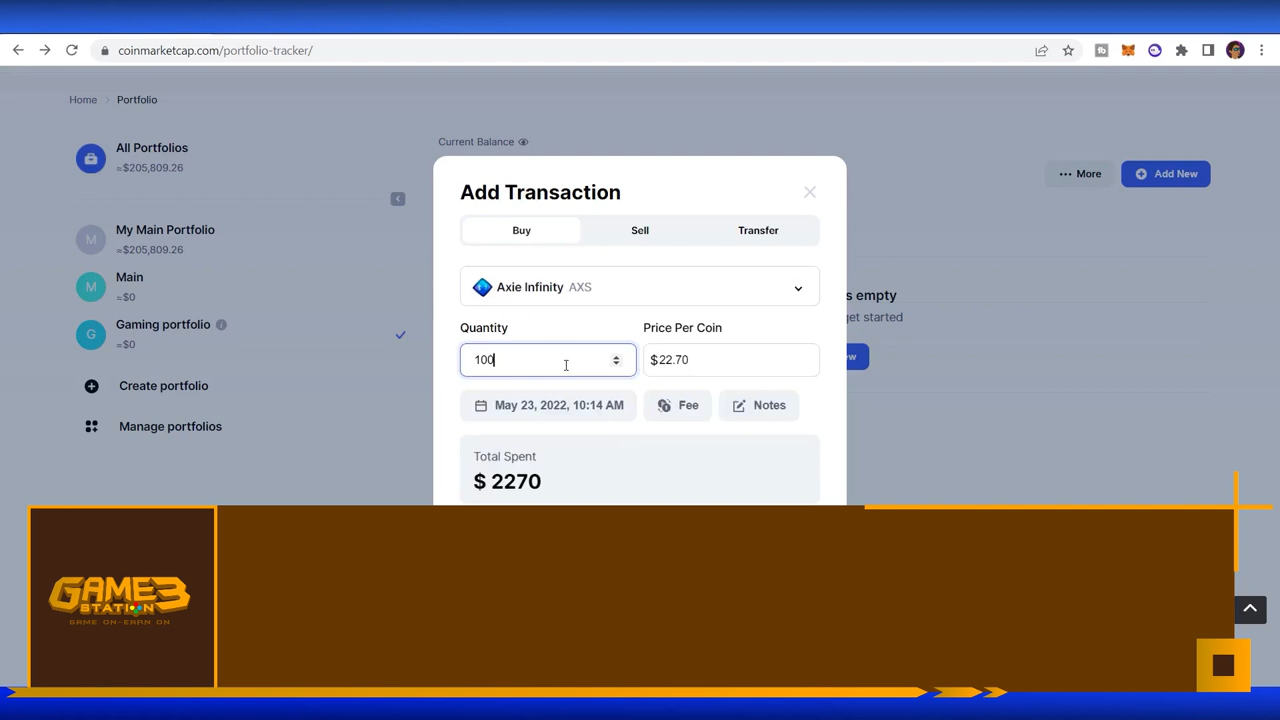 coinmarketcap.com/portfolio-tracker/
Home > Portfolio
All Portfolios
≈$205,809.26
M
My Main Portfolio
≈$205,809.26
M
Main
≈$0
G
Gaming portfolio
≈$0
Create portfolio
Manage portfolios
Current Balance
More
Add New
s empty
get started
w
Add Transaction
Buy Sell Transfer
Axie Infinity AXS
Quantity Price Per Coin
100 $22.70
May 23, 2022, 10:14 AM Fee Notes
Total Spent
$ 2270
GAME3
STATION
GAME ON-EARN ON